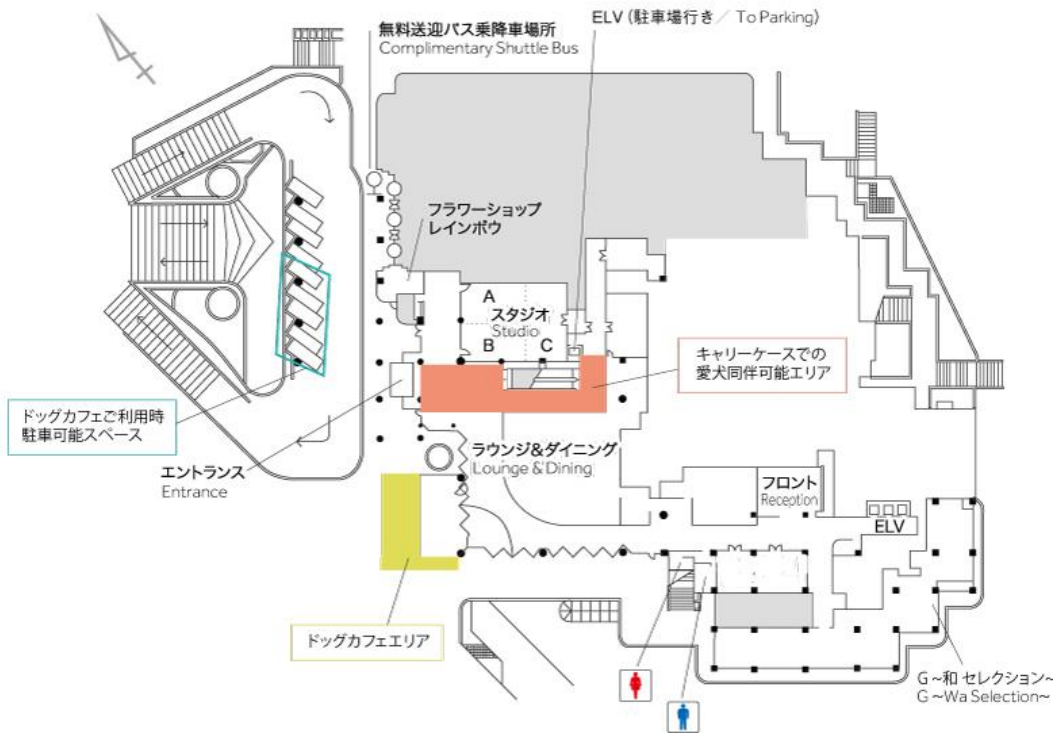 ELV (駐車場行き／ To Parking)
無料送迎バス乗降車場所
Complimentary Shuttle Bus
フラワーショップ
レインボウ
A
スタジオ
Studio
B
C
キャリーケースでの
愛犬同伴可能エリア
ドッグカフェご利用時
駐車可能スペース
エントランス
Entrance
ラウンジ&ダイニング
Lounge & Dining
フロント
Reception
ELV
ドッグカフェエリア
G ~和 セレクション~
G ~Wa Selection~